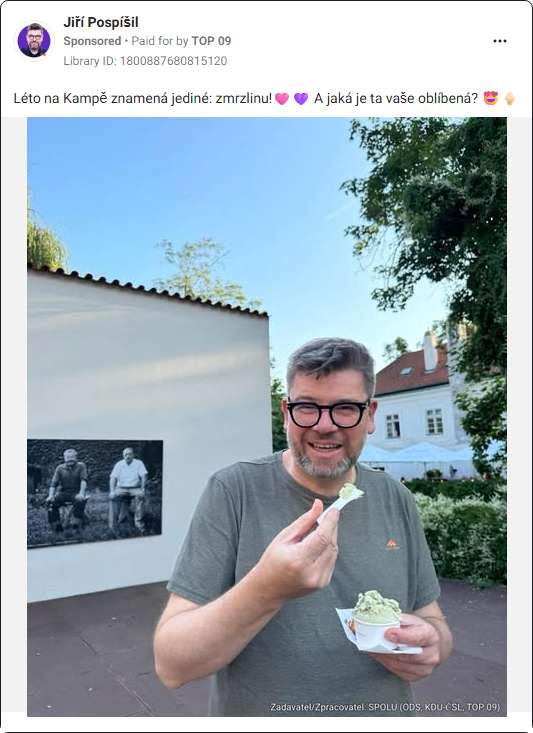 Jiří Pospíšil
Sponsored • Paid for by TOP 09
Library ID: 1800887680815120
Léto na Kampě znamená jediné: zmrzlinu!💗💜 A jaká je ta vaše oblíbená? 😍🍦
Zadavatel/Zpracovatel: SPOLU (ODS, KDU-ČSL, TOP 09)